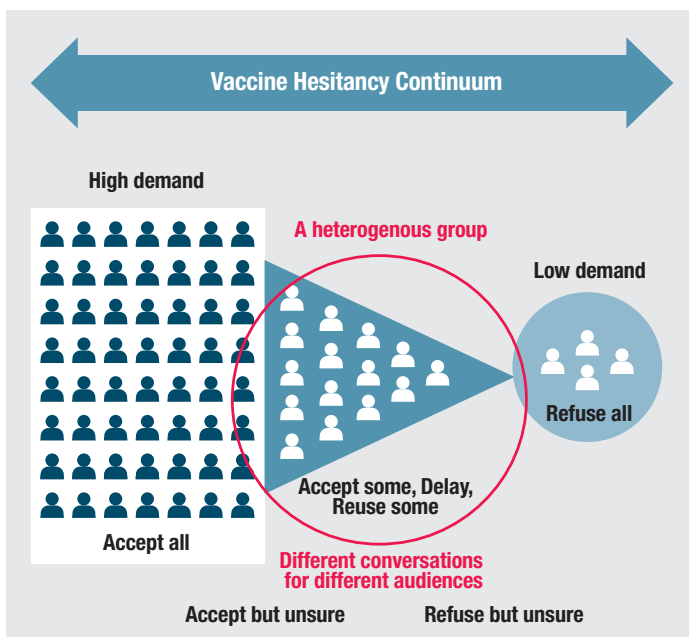 Vaccine Hesitancy Continuum
High demand
A heterogenous group
Low demand
Refuse all
Accept some, Delay,
Reuse some
Accept all
Different conversations
for different audiences
Accept but unsure
Refuse but unsure